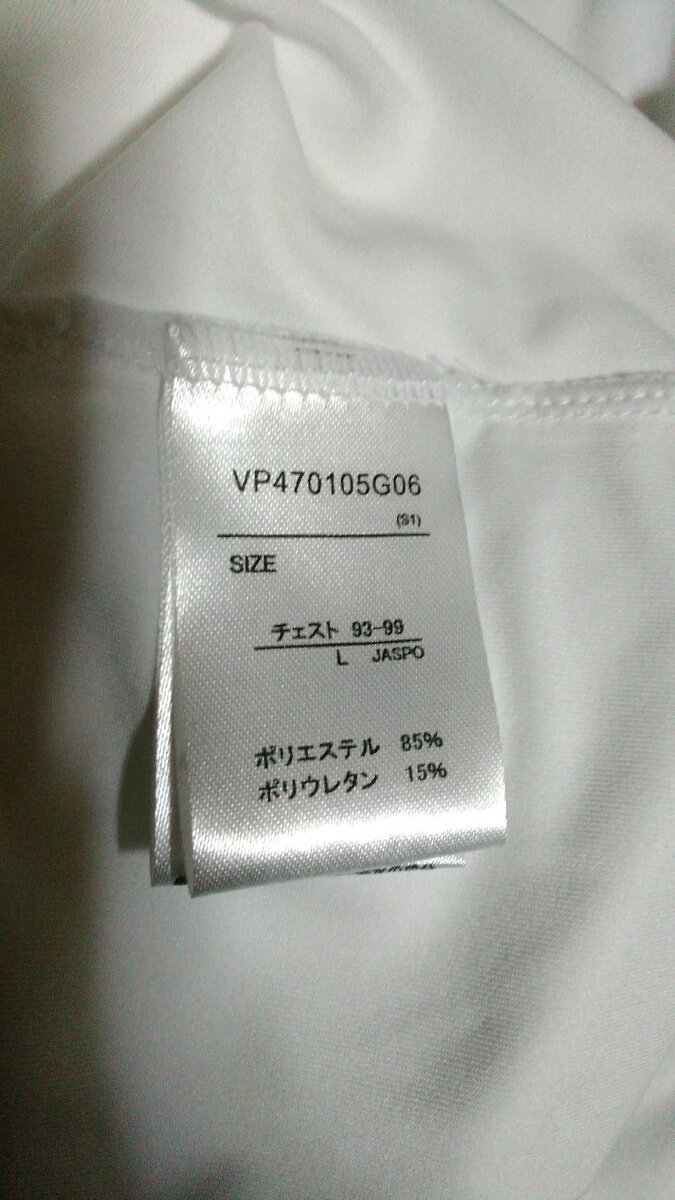 VP470105G06
(S1)
SIZE
チェスト 93-99
L JASPO
ポリエステル 85%
ポリウレタン 15%